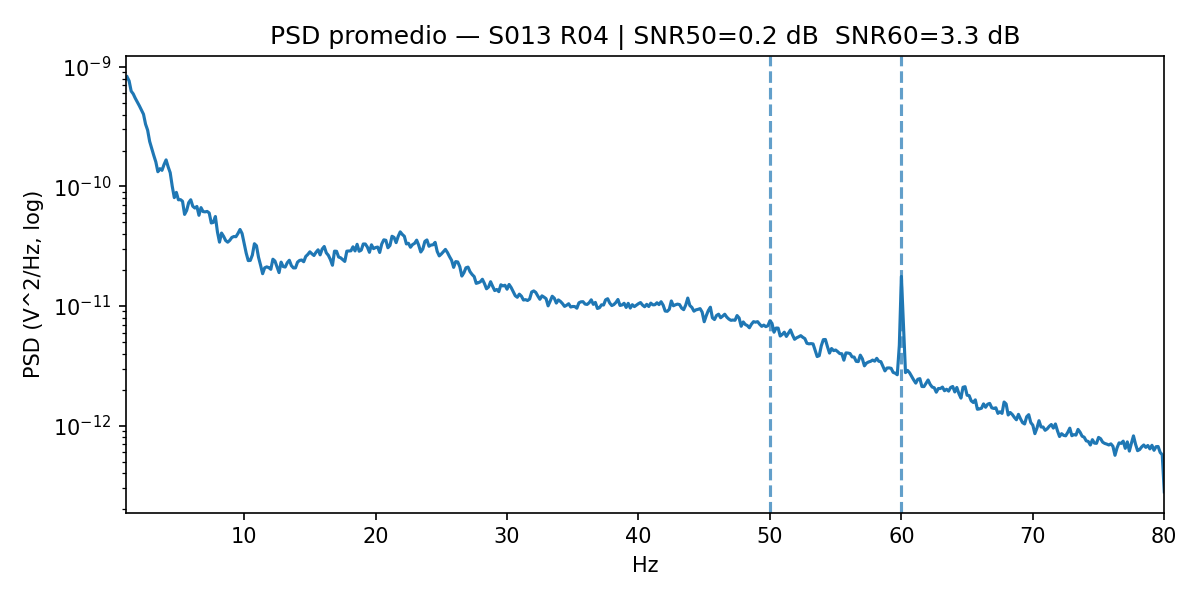 PSD promedio — S013 R04 | SNR50=0.2 dB  SNR60=3.3 dB
PSD (V^2/Hz, log)
10⁻⁹
10⁻¹⁰
10⁻¹¹
10⁻¹²
10 20 30 40 50 60 70 80
Hz